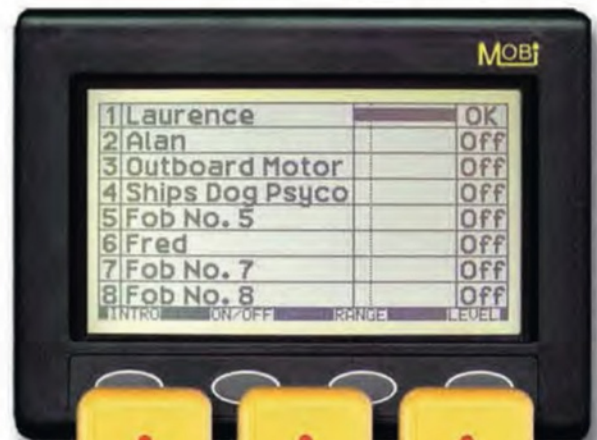 MOBi
1 Laurence OK
2 Alan Off
3 Outboard Motor Off
4 Ships Dog Psyco Off
5 Fob No. 5 Off
6 Fred Off
7 Fob No. 7 Off
8 Fob No. 8 Off
INTRO ON/OFF RANGE LEVEL